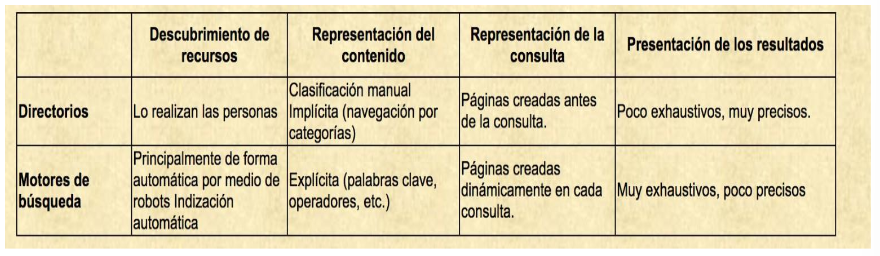 Descubrimiento de
recursos
Representación del
contenido
Representación de la
consulta
Presentación de los resultados
Directorios
Lo realizan las personas
Clasificación manual
Implícita (navegación por
categorías)
Páginas creadas antes
de la consulta.
Poco exhaustivos, muy precisos.
Motores de
búsqueda
Principalmente de forma
automática por medio de
robots Indización
automática
Explícita (palabras clave,
operadores, etc.)
Páginas creadas
dinámicamente en cada
consulta.
Muy exhaustivos, poco precisos